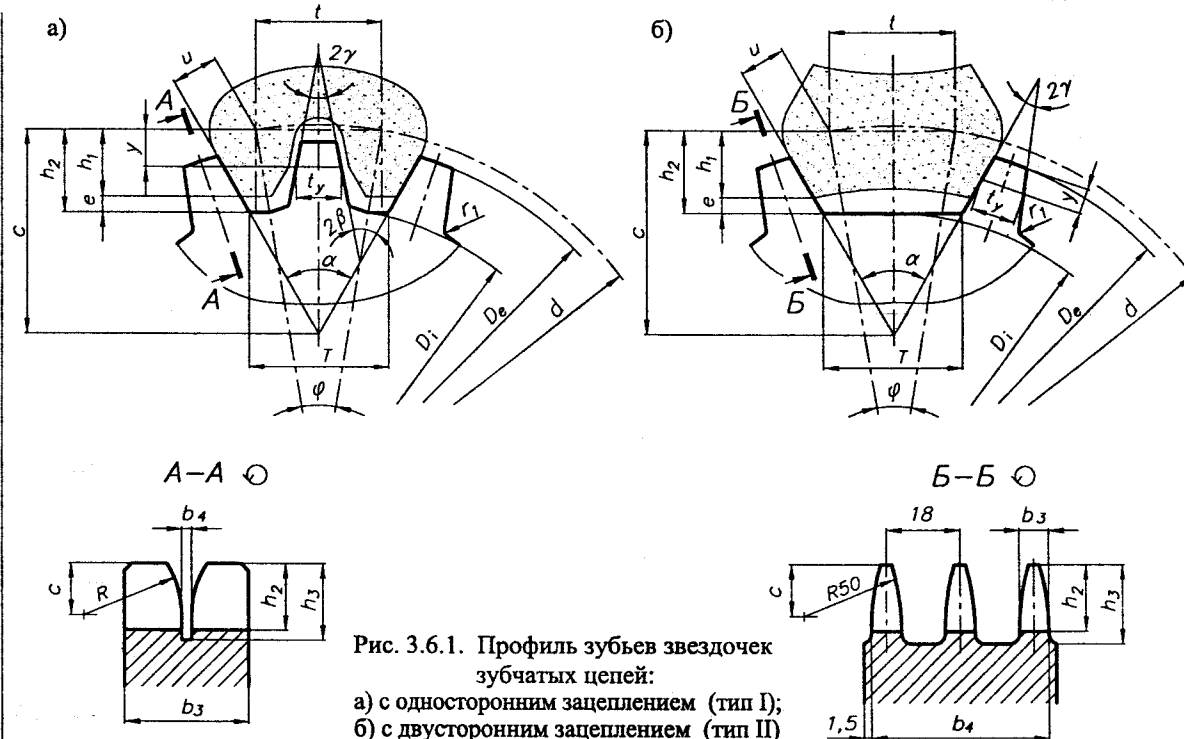 а)
t
u
2γ
А
y
h₁
h₂
e
c
tу
2β
r₁
α
А
Dᵢ
Dₑ
d
T
φ
б)
t
u
2γ
Б
h₁
h₂
e
c
y
tу
r₁
α
Б
Dᵢ
Dₑ
d
T
φ
А–А
b₄
c
R
h₂
h₃
b₃
Б–Б
18
b₃
c
R50
h₂
h₃
1,5
b₄
Рис. 3.6.1. Профиль зубьев звездочек
зубчатых цепей:
а) с односторонним зацеплением (тип I);
б) с двусторонним зацеплением (тип II)